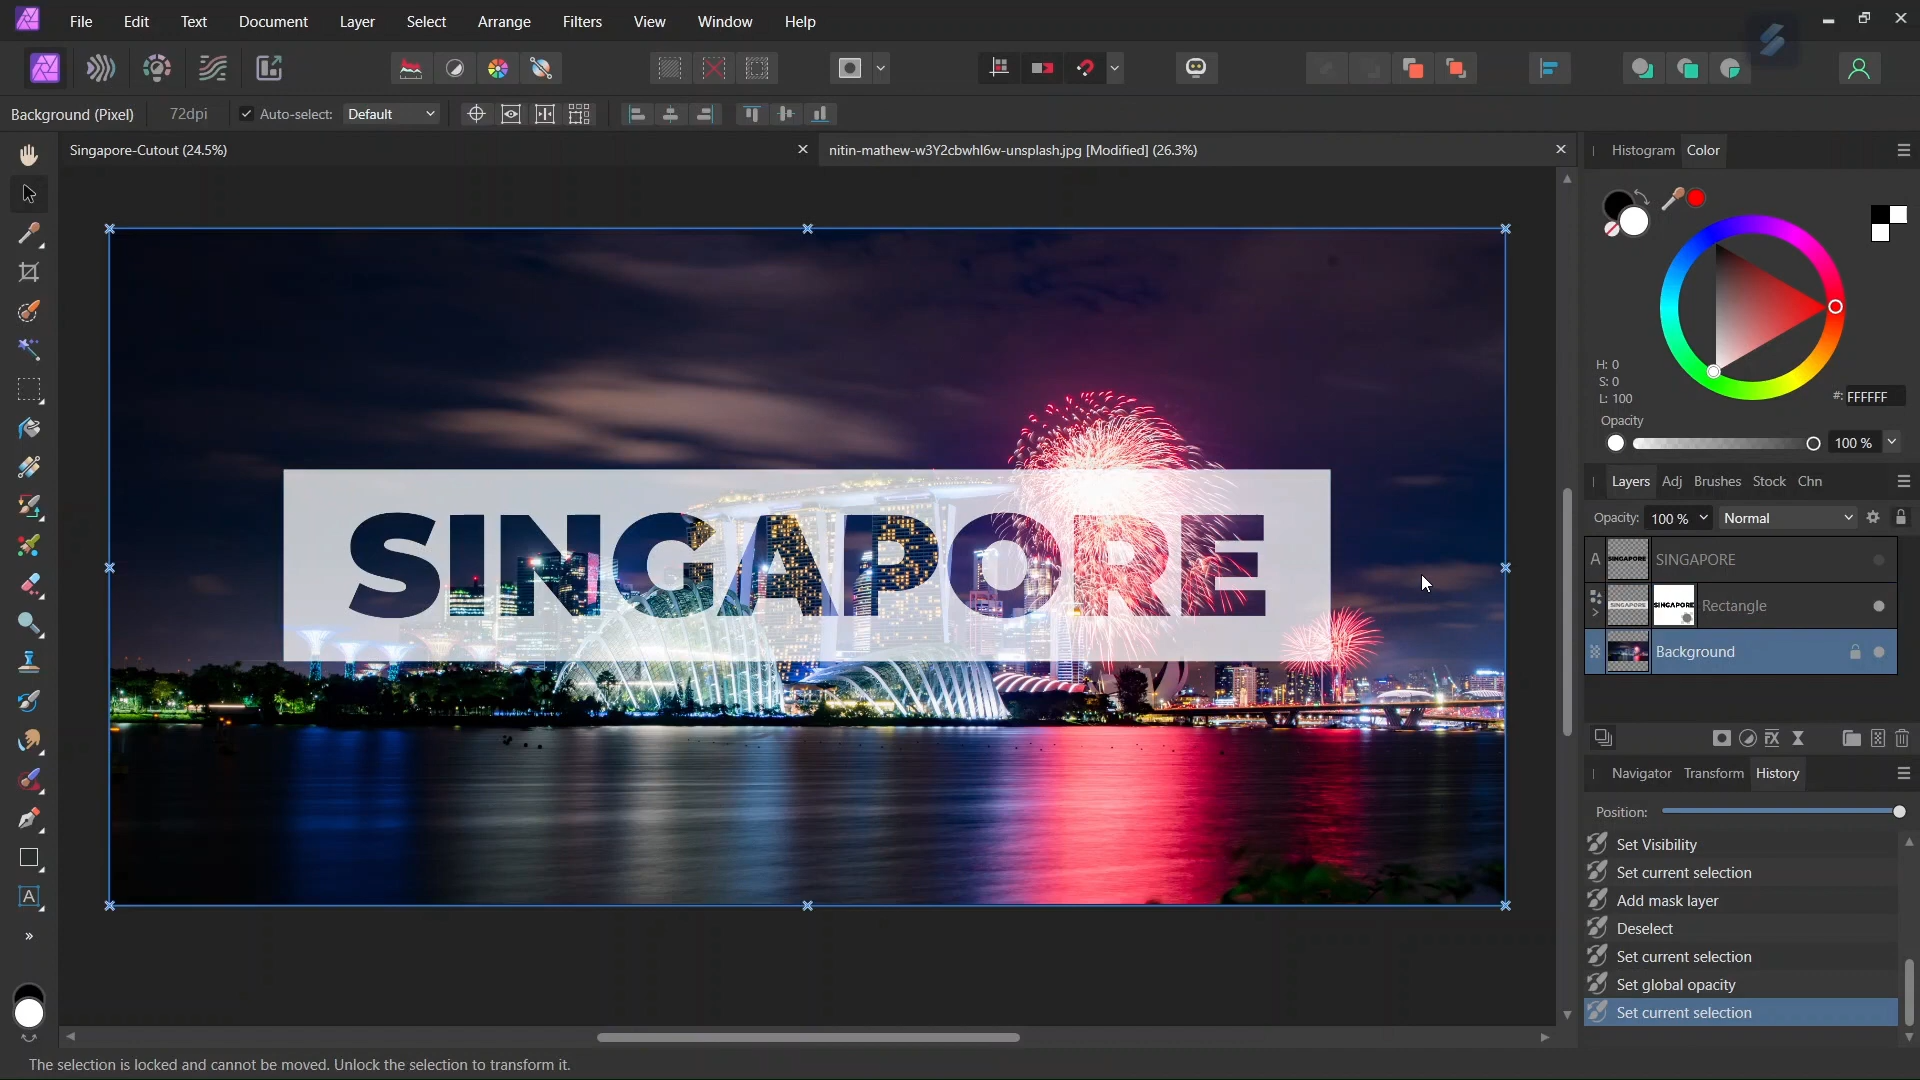 File Edit Text Document Layer Select Arrange Filters View Window Help
Background (Pixel) 72dpi Auto-select: Default
Singapore-Cutout (24.5%) nitin-mathew-w3Y2cbwhl6w-unsplash.jpg [Modified] (26.3%)
Histogram Color
H: 0
S: 0
L: 100
#: FFFFFF
Opacity
100 %
Layers Adj Brushes Stock Chn
Opacity: 100 % Normal
A SINGAPORE SINGAPORE
SINGAPORE SINGAPORE Rectangle
Background
SINGAPORE
Navigator Transform History
Position:
Set Visibility
Set current selection
Add mask layer
Deselect
Set current selection
Set global opacity
Set current selection
A
The selection is locked and cannot be moved. Unlock the selection to transform it.